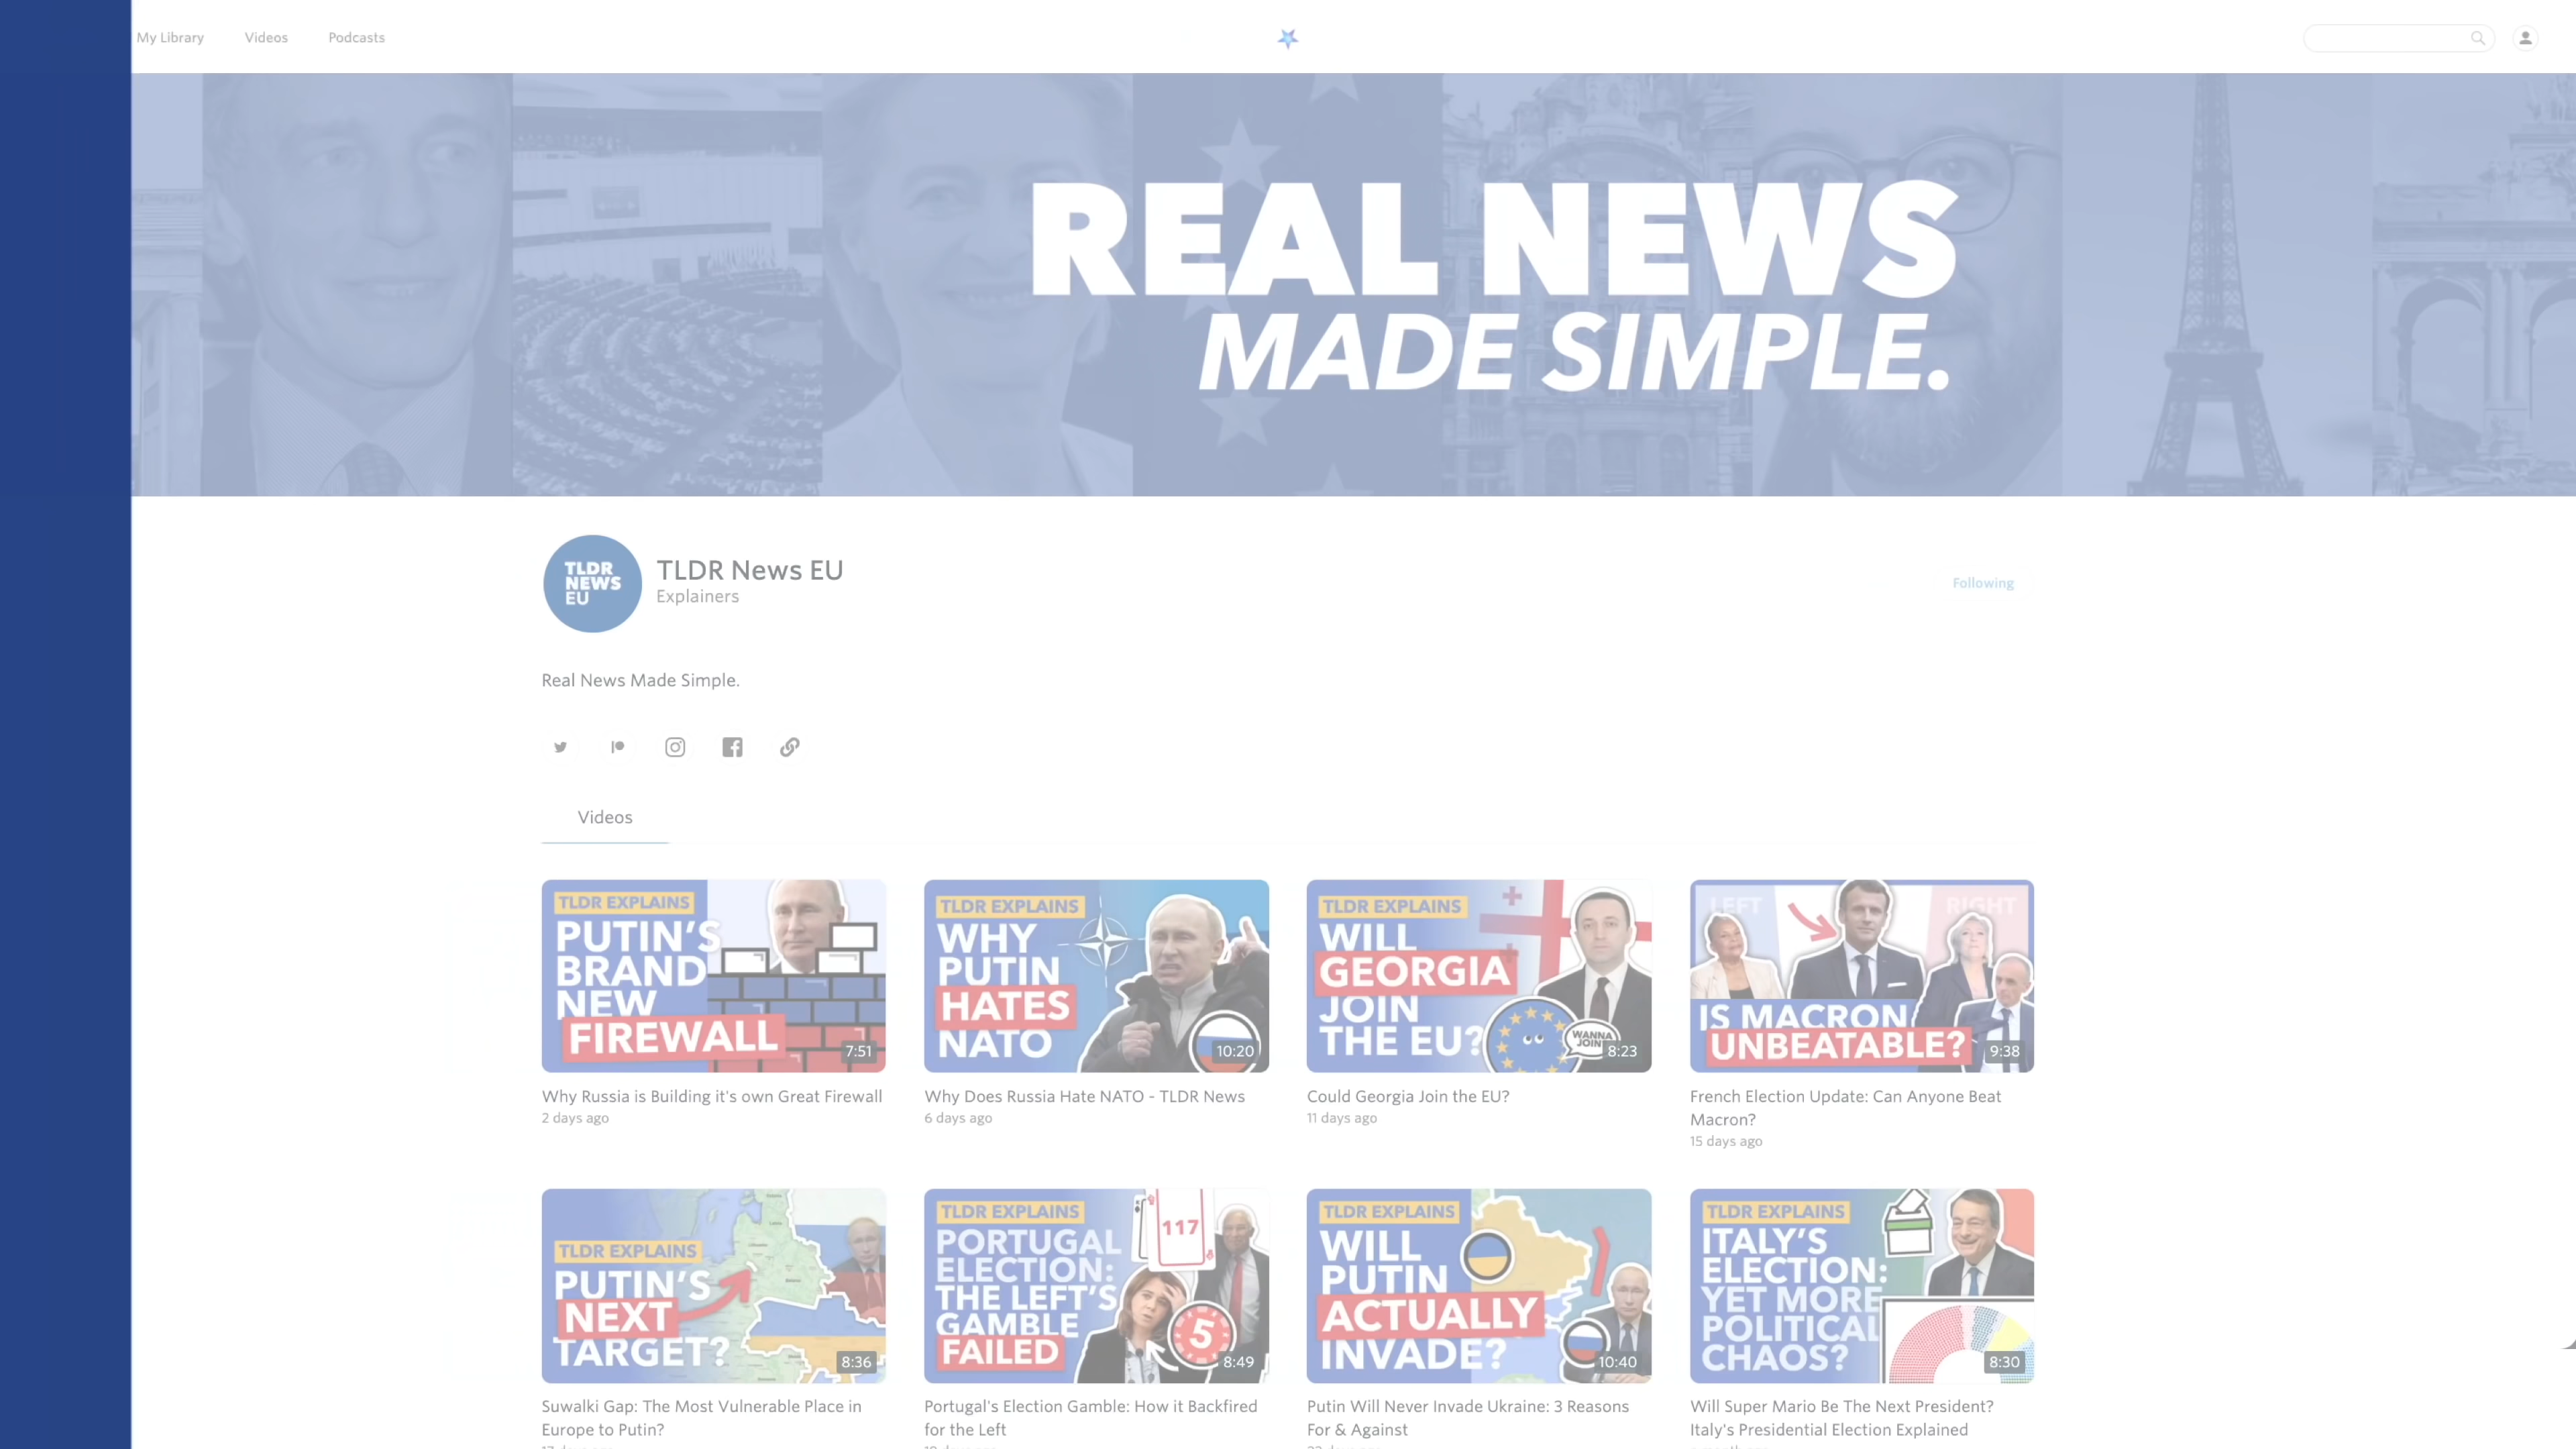 My Library
Videos
Podcasts
REAL NEWS
MADE SIMPLE.
TLDR
NEWS
EU
TLDR News EU
Explainers
Following
Real News Made Simple.
Videos
TLDR EXPLAINS
PUTIN'S
BRAND
NEW
FIREWALL
7:51
TLDR EXPLAINS
WHY
PUTIN
HATES
NATO
10:20
TLDR EXPLAINS
WILL
GEORGIA
JOIN
THE EU?
WANNA
JOIN
8:23
LEFT
RIGHT
IS MACRON
UNBEATABLE?
9:38
Why Russia is Building it's own Great Firewall
2 days ago
Why Does Russia Hate NATO - TLDR News
6 days ago
Could Georgia Join the EU?
11 days ago
French Election Update: Can Anyone Beat
Macron?
15 days ago
TLDR EXPLAINS
PUTIN'S
NEXT
TARGET?
8:36
TLDR EXPLAINS
PORTUGAL
ELECTION:
THE LEFT'S
GAMBLE
FAILED
117
5
8:49
TLDR EXPLAINS
WILL
PUTIN
ACTUALLY
INVADE?
10:40
TLDR EXPLAINS
ITALY'S
ELECTION:
YET MORE
POLITICAL
CHAOS?
8:30
Suwalki Gap: The Most Vulnerable Place in
Europe to Putin?
Portugal's Election Gamble: How it Backfired
for the Left
Putin Will Never Invade Ukraine: 3 Reasons
For & Against
Will Super Mario Be The Next President?
Italy's Presidential Election Explained